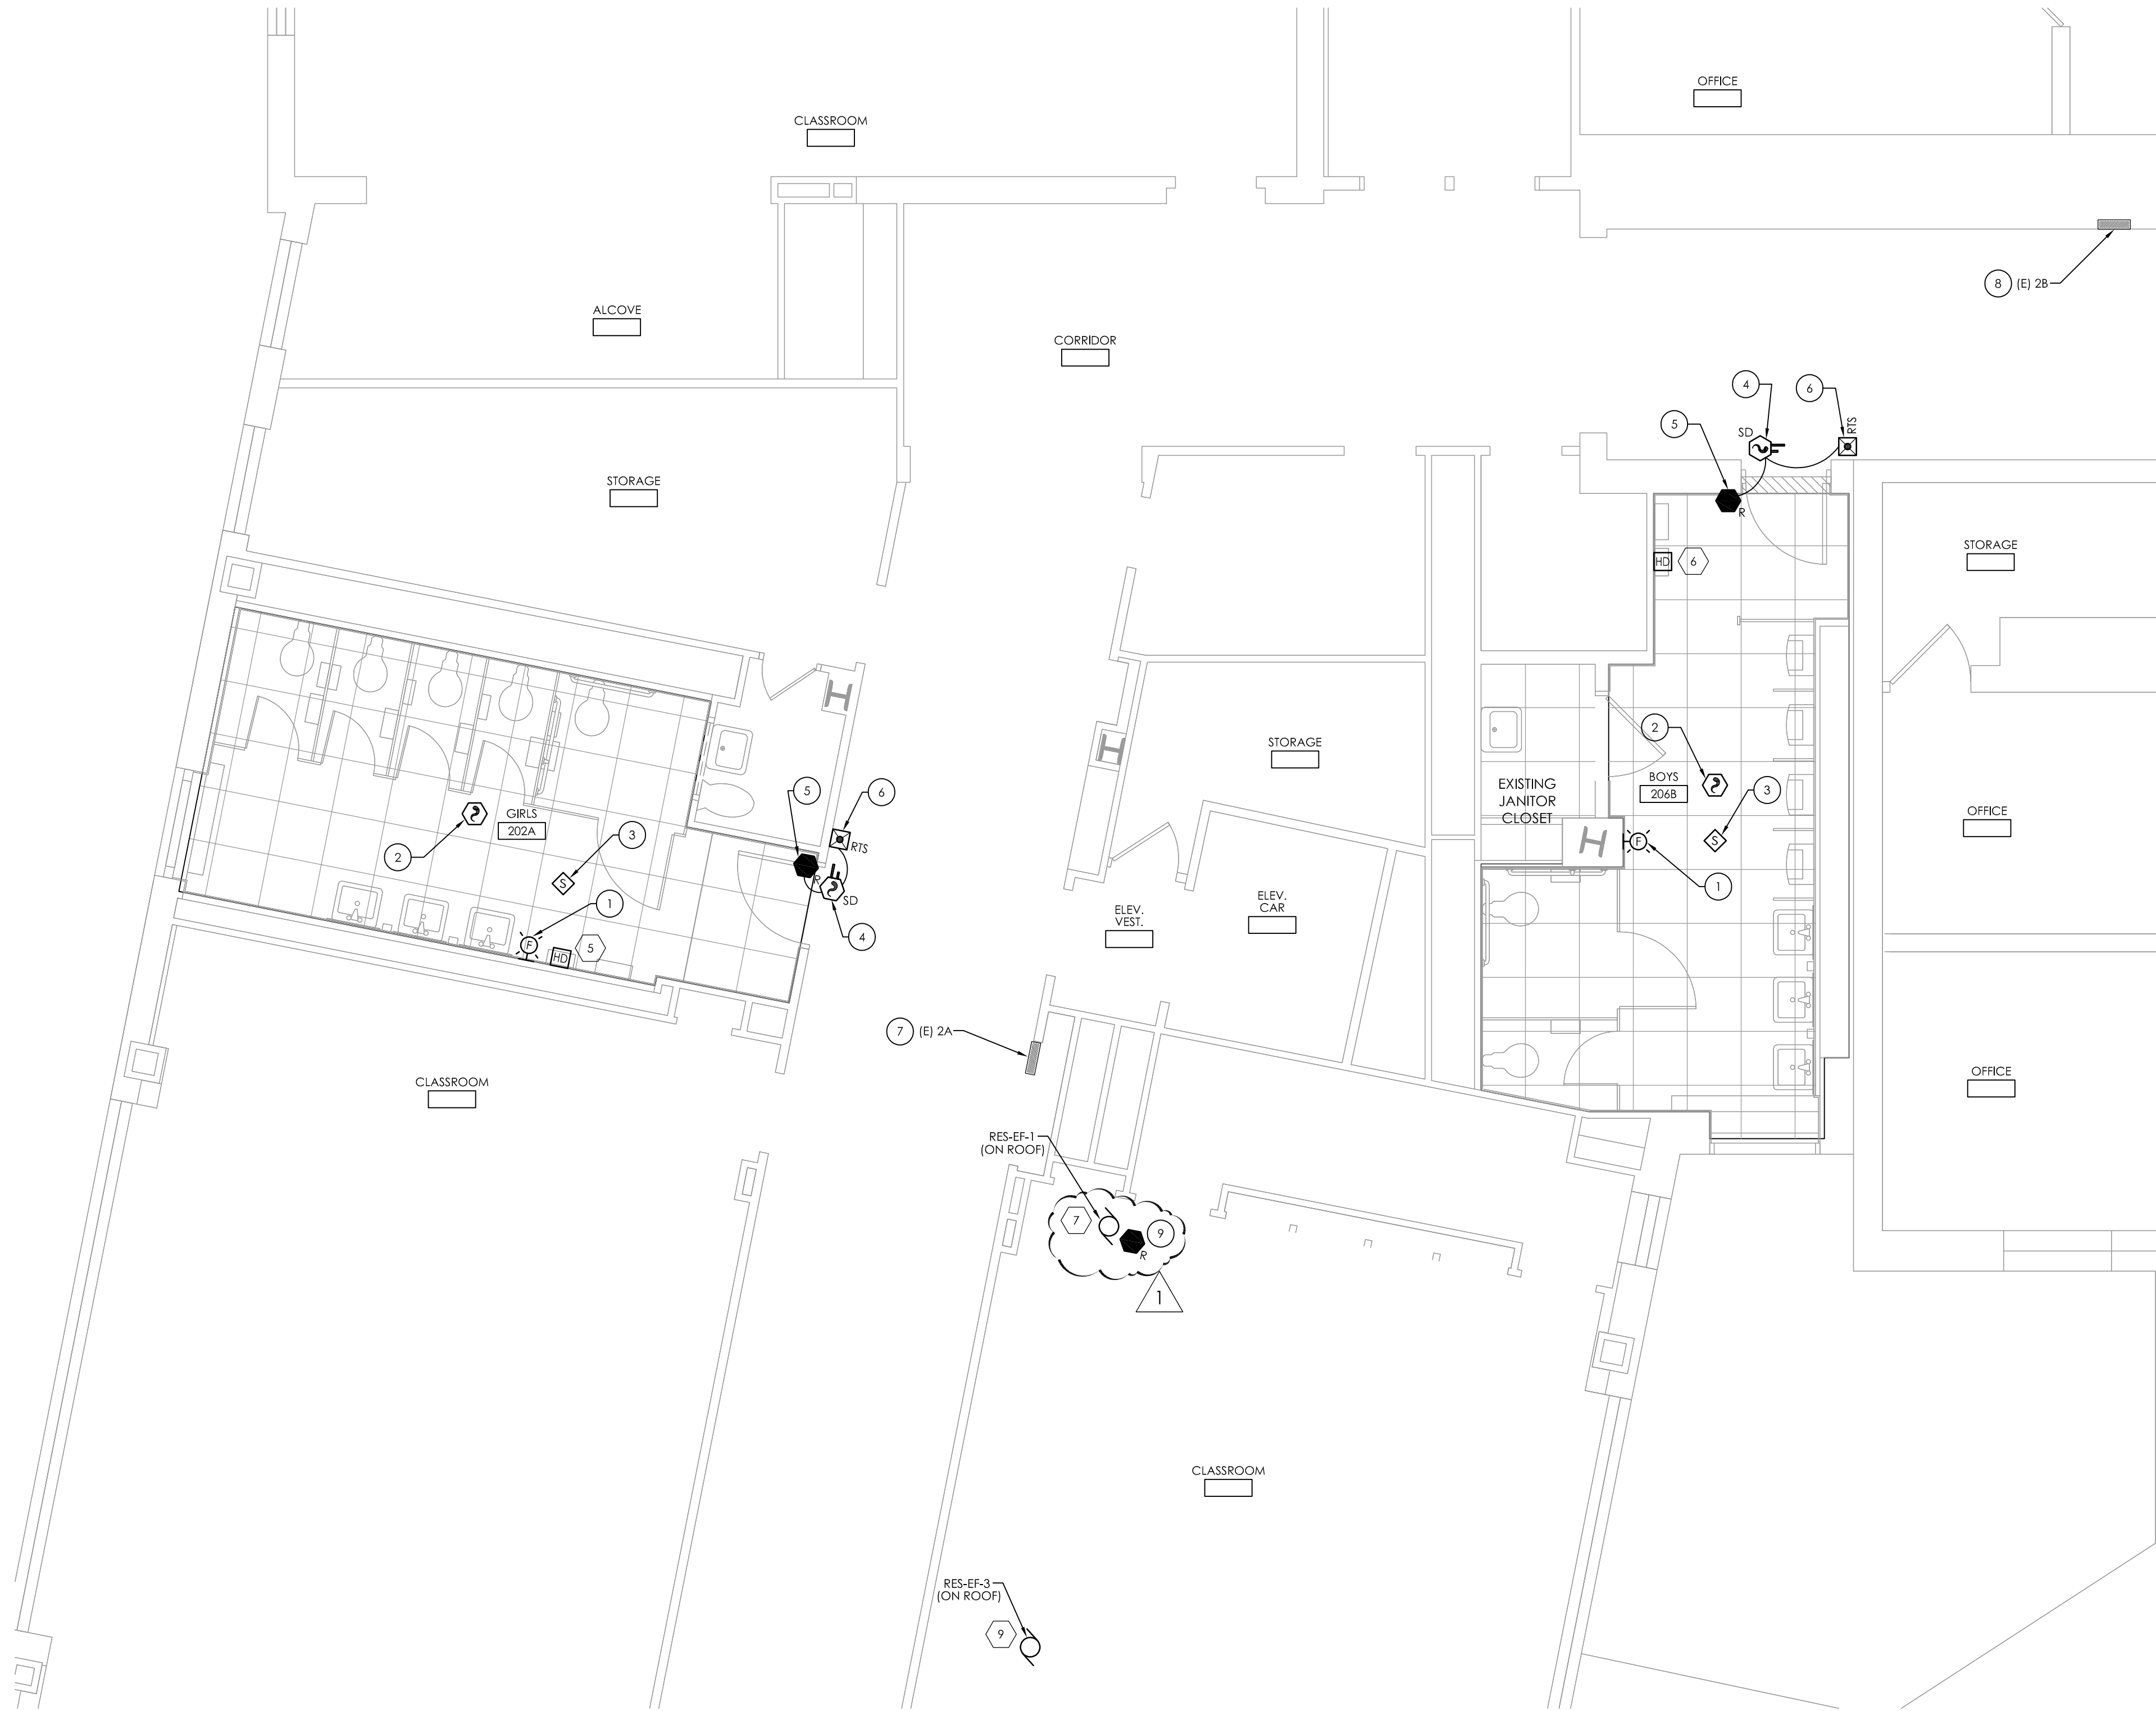 OFFICE
CLASSROOM
8 (E) 2B
ALCOVE
CORRIDOR
4
6
5
SD
RTS
STORAGE
R
STORAGE
HD 6
2
STORAGE
EXISTING
JANITOR
CLOSET
BOYS
206B
3
5
6
GIRLS
202A
3
OFFICE
S
F
RTS
2
R
S
1
SD
1
ELEV.
CAR
ELEV.
VEST.
4
F
HD
5
7 (E) 2A
OFFICE
CLASSROOM
RES-EF-1
(ON ROOF)
7
9
R
1
CLASSROOM
RES-EF-3
(ON ROOF)
9